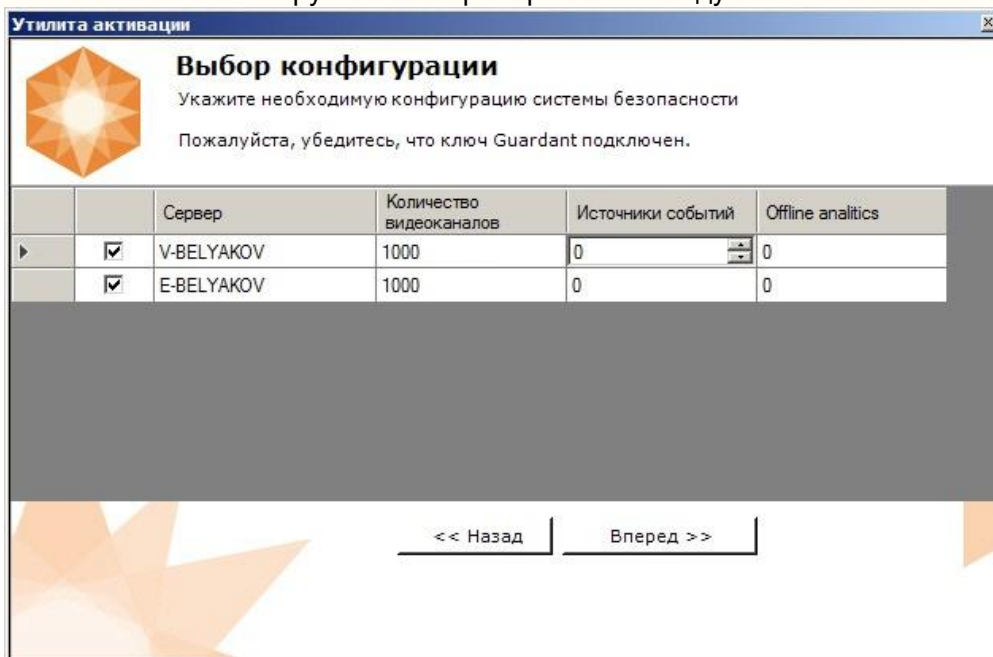 Утилита активации
Выбор конфигурации
Укажите необходимую конфигурацию системы безопасности
Пожалуйста, убедитесь, что ключ Guardant подключен.
Сервер
Количество
видеоканалов
Источники событий
Offline analitics
V-BELYAKOV 1000 0 0
E-BELYAKOV 1000 0 0
<< Назад Вперед >>